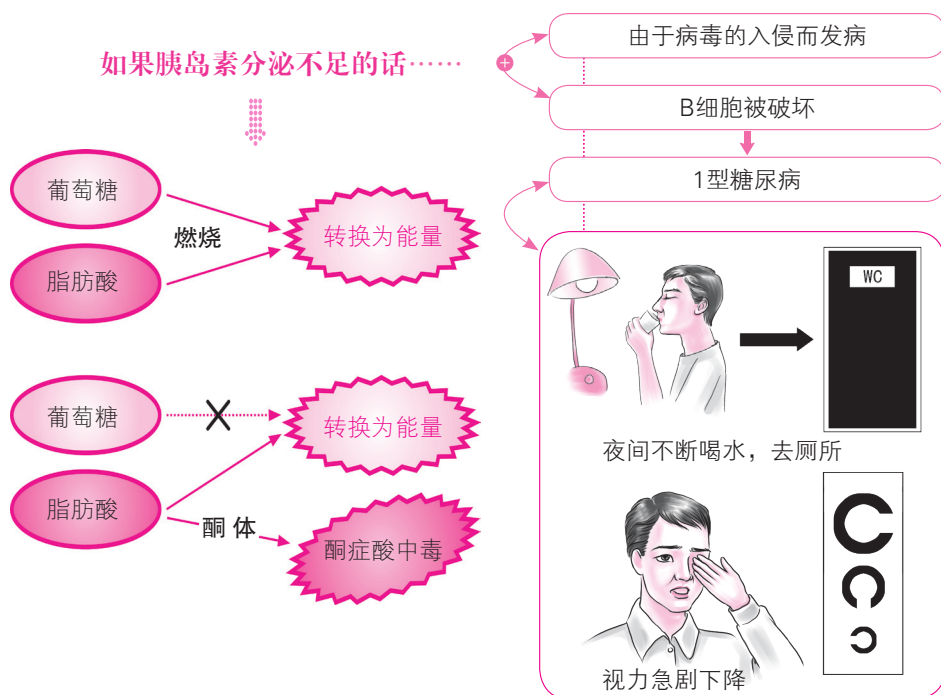 如果胰岛素分泌不足的话……
葡萄糖
脂肪酸
燃烧
转换为能量
葡萄糖
脂肪酸
转换为能量
酮体
酮症酸中毒
+
由于病毒的入侵而发病
B细胞被破坏
1型糖尿病
WC
夜间不断喝水，去厕所
视力急剧下降